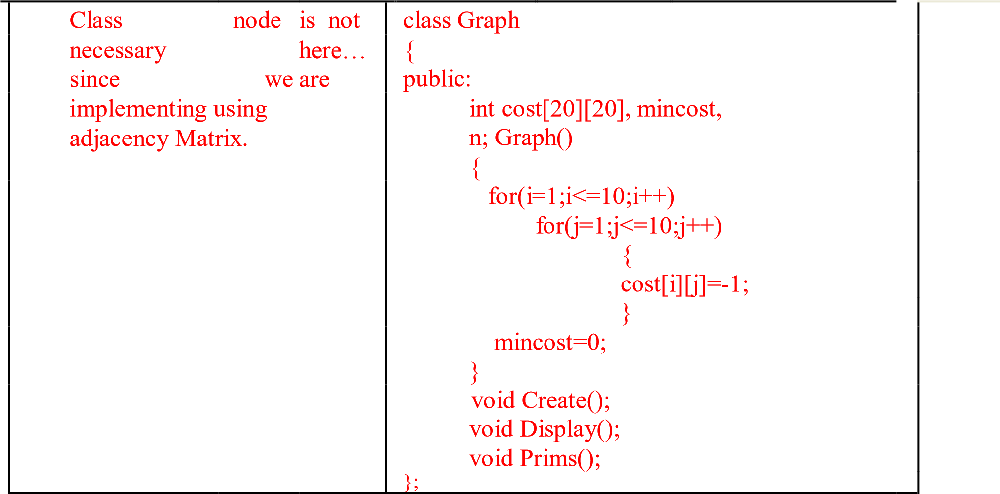 Class node is not
necessary here…
since we are
implementing using
adjacency Matrix.
class Graph
{
public:
int cost[20][20], mincost,
n; Graph()
{
for(i=1;i<=10;i++)
for(j=1;j<=10;j++)
{
cost[i][j]=-1;
}
mincost=0;
}
void Create();
void Display();
void Prims();
};